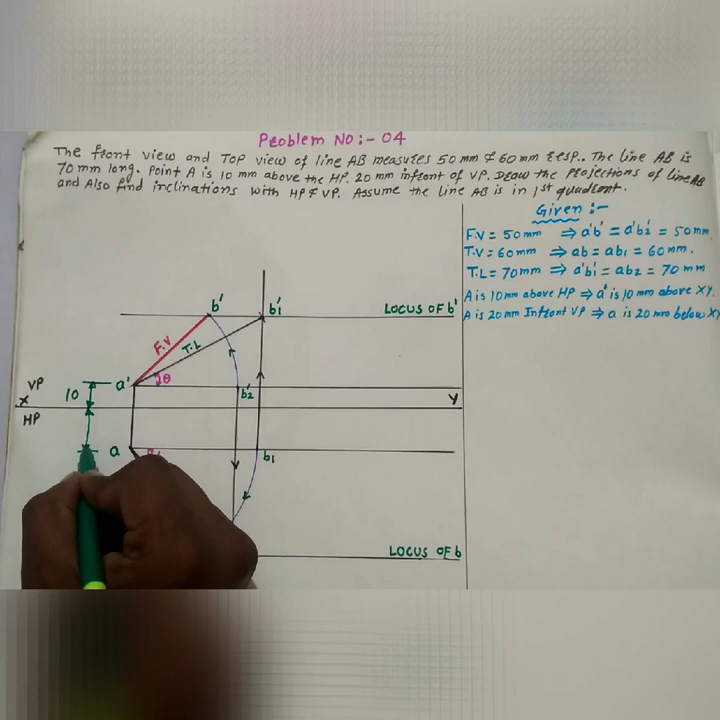 Problem NO:- 04
The front view and Top view of line AB measures 50 mm & 60 mm resp.. The line AB is
70 mm long. Point A is 10 mm above the HP. 20 mm infront of VP. Draw the projections of line AB
and Also find inclinations with HP & VP. Assume the line AB is in 1st quadrent.
Given :-
F.V = 50 mm ⇒ a'b' = a'b2' = 50 mm.
T.V = 60 mm ⇒ ab = ab1 = 60 mm.
T.L = 70 mm ⇒ a'b1' = ab2 = 70 mm
A is 10 mm above HP ⇒ a' is 10 mm above XY.
A is 20 mm Infront VP ⇒ a is 20 mm below XY
b' b1' LOCUS OF b'
F.V T.L
VP a' θ
10 b2'
X Y
HP
a b1
LOCUS OF b